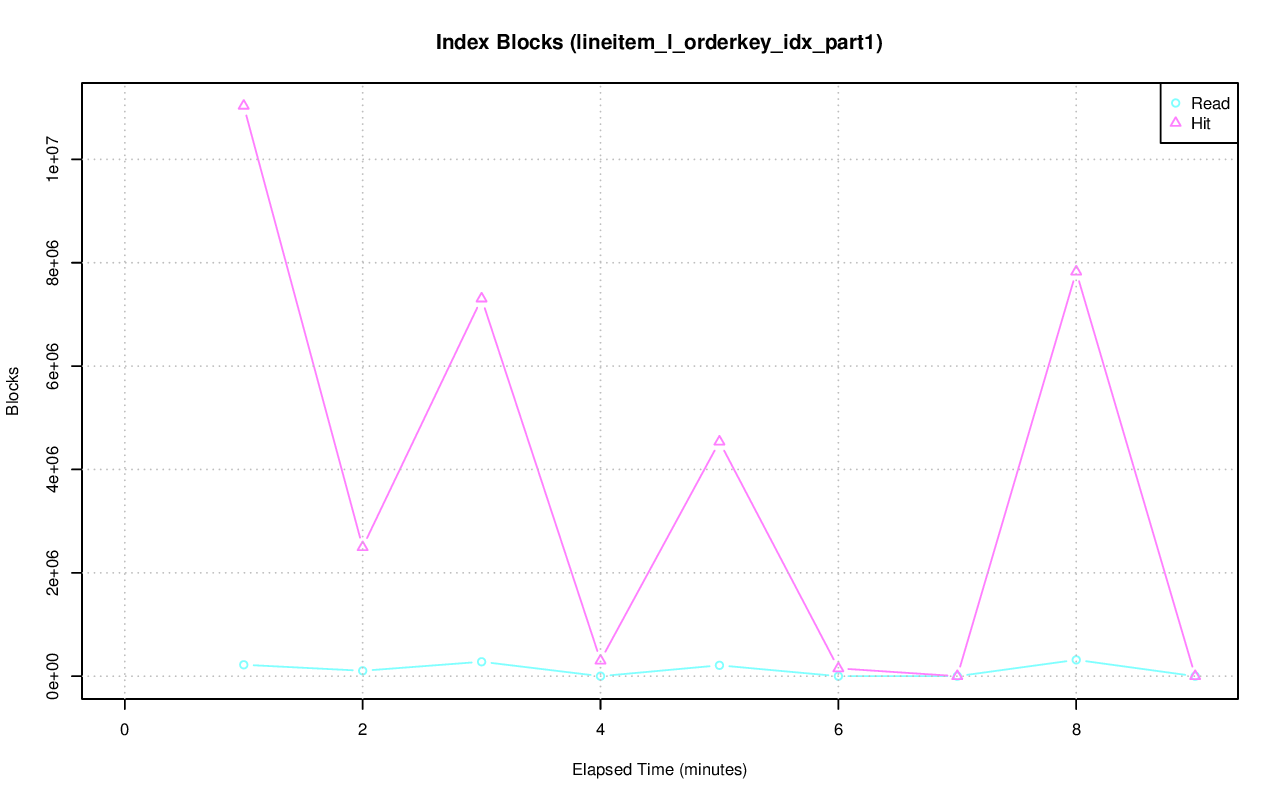 Index Blocks (lineitem_l_orderkey_idx_part1)
Read
Hit
1e+07
8e+06
6e+06
4e+06
2e+06
0e+00
Blocks
0 2 4 6 8
Elapsed Time (minutes)